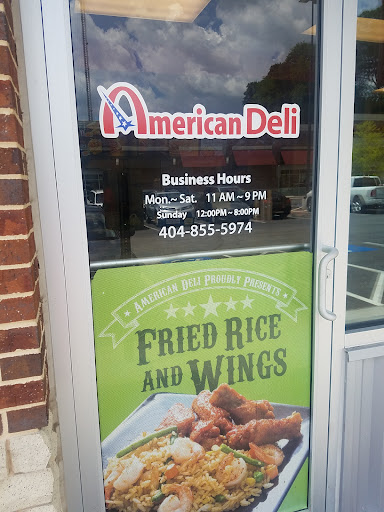 American Deli
Business Hours
Mon.~ Sat. 11 AM ~ 9 PM
Sunday 12:00PM ~ 8:00PM
404-855-5974
American Deli Proudly Presents
Fried Rice
and Wings